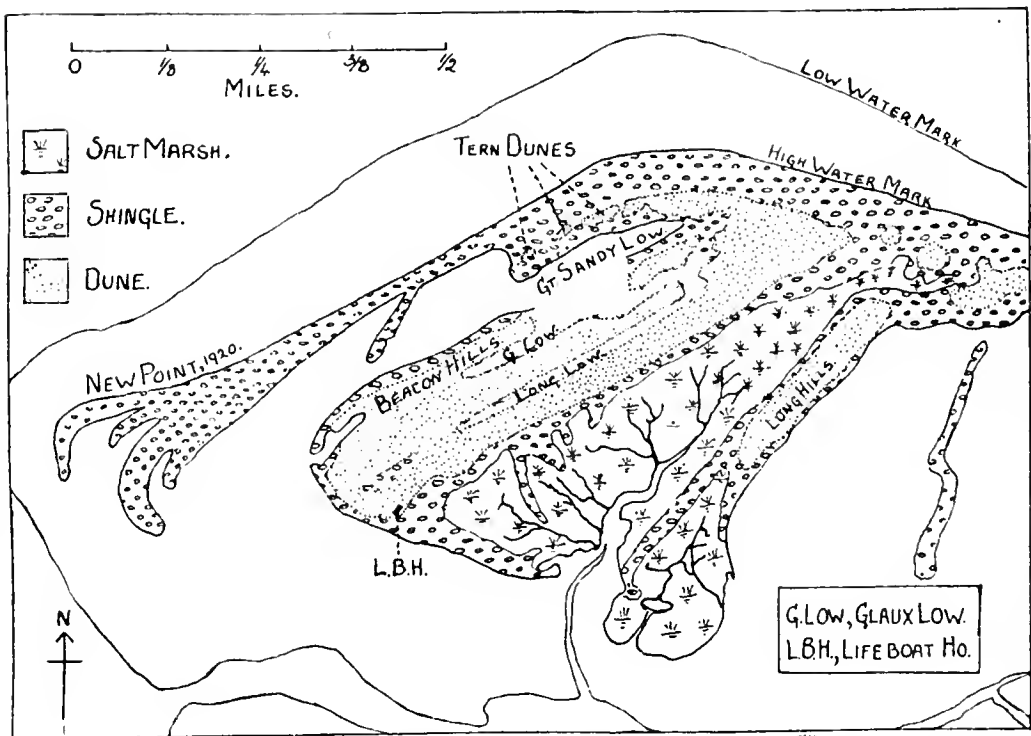 0 1/8 1/4 3/8 1/2
MILES.
LOW WATER MARK
SALT MARSH.
TERN DUNES
HIGH WATER MARK
SHINGLE.
GT SANDY LOW
DUNE.
BEACON HILLS
G. LOW
NEW POINT, 1920.
LONG LOW
LONG HILLS
L.B.H.
N
G. LOW, GLAUX LOW.
L.B.H., LIFEBOAT HO.